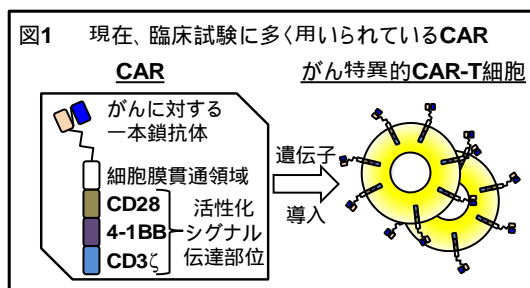 図1 現在、臨床試験に多く用いられているCAR
CAR
がんに対する
一本鎖抗体
細胞膜貫通領域
CD28
4-1BB
CD3ζ
活性化
シグナル
伝達部位
遺伝子
導入
がん特異的CAR-T細胞